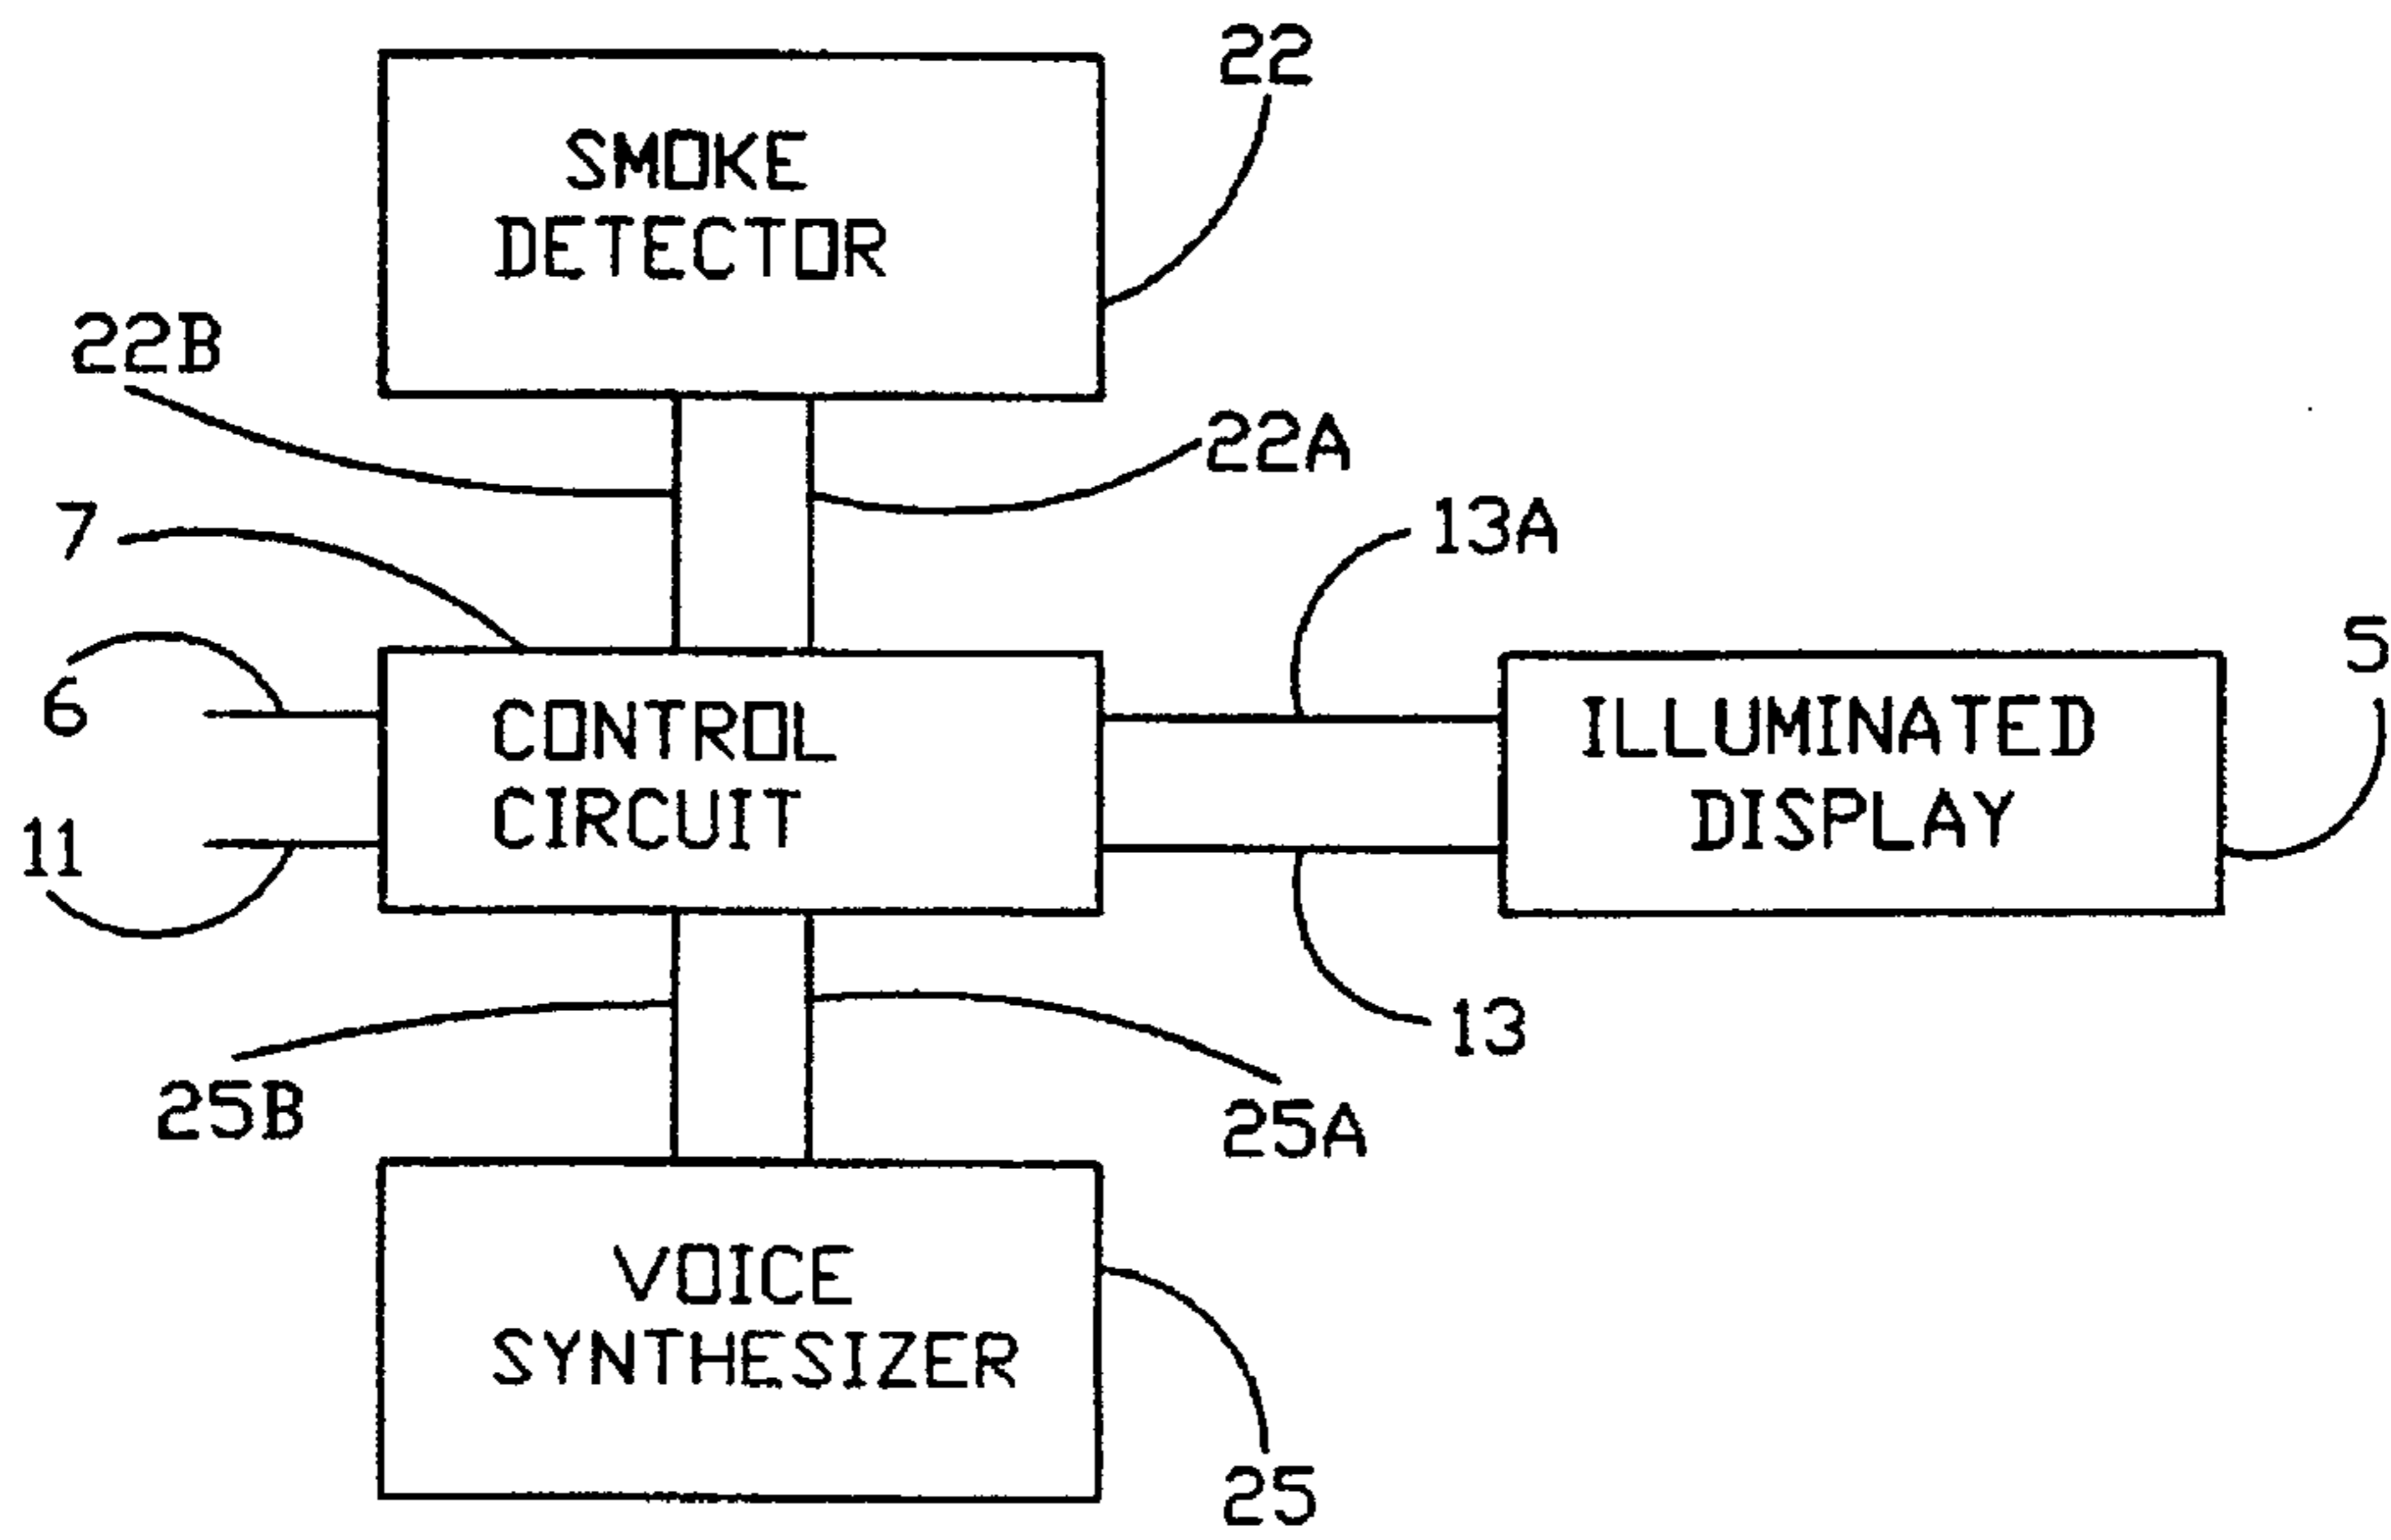 22
SMOKE
DETECTOR
22B
22A
7
13A
5
6
CONTROL
CIRCUIT
ILLUMINATED
DISPLAY
11
13
25B
25A
VOICE
SYNTHESIZER
25